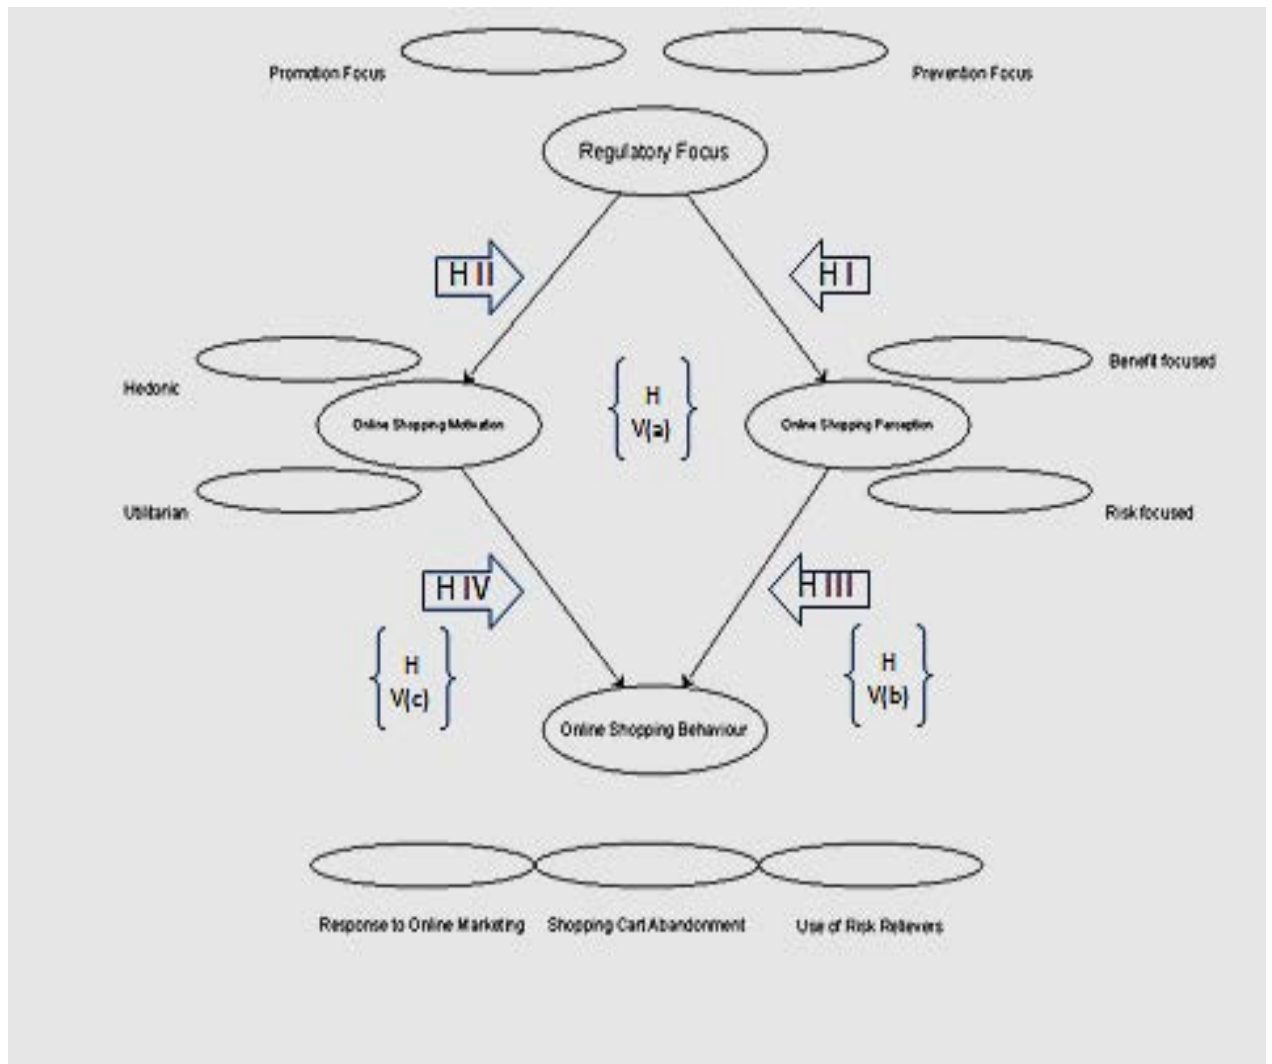 Promotion Focus
Prevention Focus
Regulatory Focus
H II
H I
Hedonic
Benefit focused
Online Shopping Motivation
H
V(a)
Online Shopping Perception
Utilitarian
Risk focused
H IV
H III
H
V(c)
H
V(b)
Online Shopping Behaviour
Response to Online Marketing
Shopping Cart Abandonment
Use of Risk Relievers